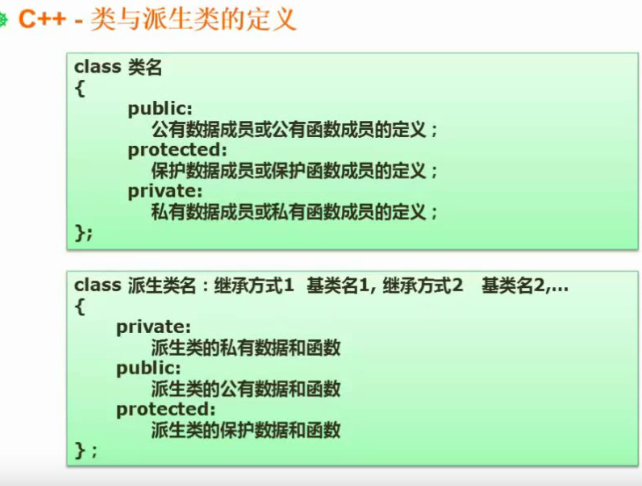 C++ - 类与派生类的定义
class 类名
{
public:
公有数据成员或公有函数成员的定义；
protected:
保护数据成员或保护函数成员的定义；
private:
私有数据成员或私有函数成员的定义；
};
class 派生类名：继承方式1 基类名1, 继承方式2 基类名2,...
{
private:
派生类的私有数据和函数
public:
派生类的公有数据和函数
protected:
派生类的保护数据和函数
}；